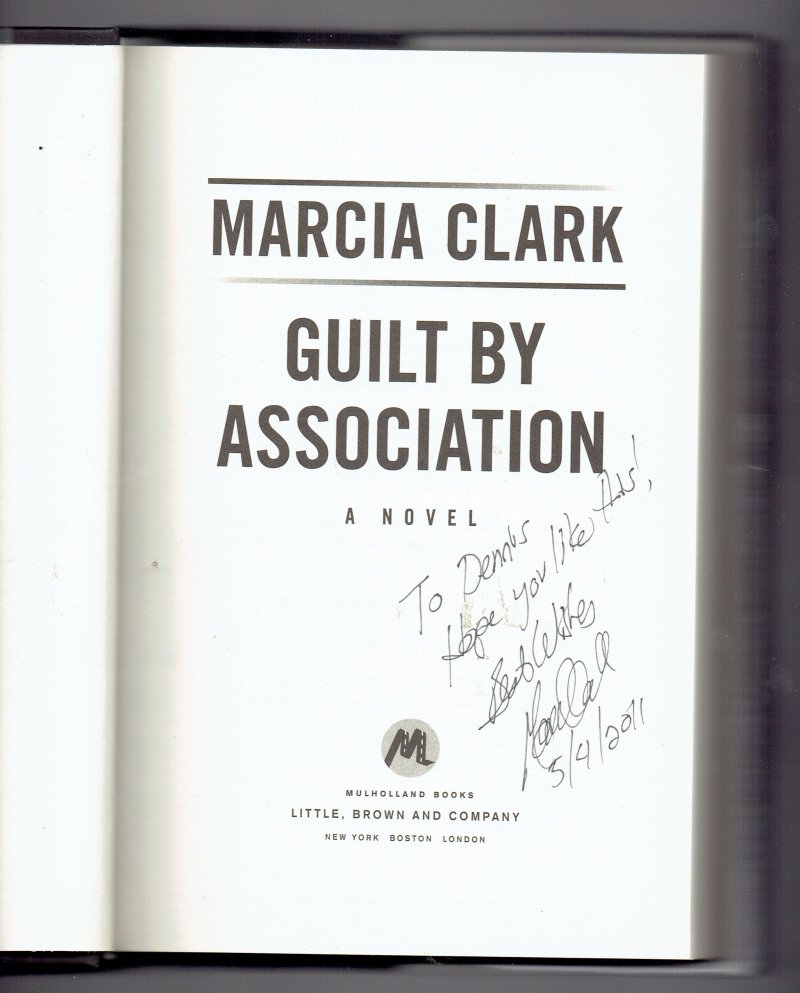 MARCIA CLARK
GUILT BY
ASSOCIATION
A NOVEL
To Dennis
Hope you like this!
Best Wishes
5/4/2011
MULHOLLAND BOOKS
LITTLE, BROWN AND COMPANY
NEW YORK BOSTON LONDON